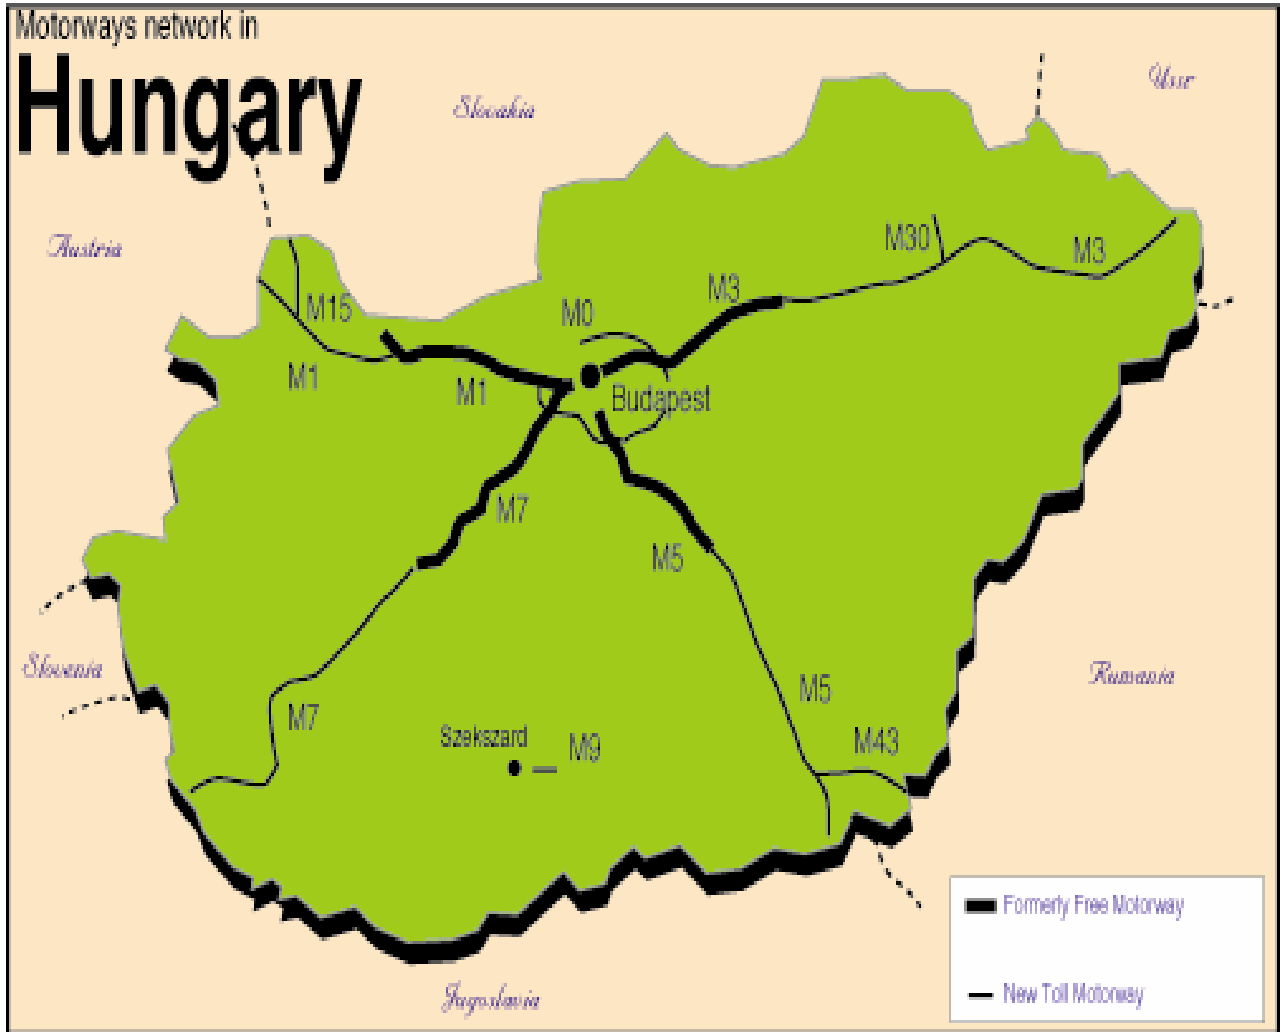 Motorways network in
Hungary
Slovakia
Ussr
Austria
M30
M3
M3
M15
M0
M1
M1
Budapest
M7
M5
Slovenia
Rumania
M5
M7
Szekszard
M9
M43
Formerly Free Motorway
New Toll Motorway
Jugoslavia